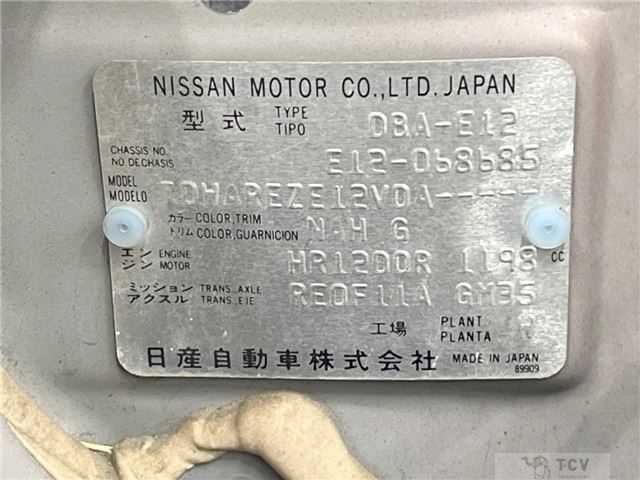 NISSAN MOTOR CO.,LTD. JAPAN
型式 TYPE TIPO DBA-E12
CHASSIS NO. NO DE CHASIS E12-068685
MODEL MODELO EDHAREZE12VDA-----
カラー COLOR,TRIM
トリム COLOR,GUARNICION NAH G
エン ENGINE
ジン MOTOR HR12DDR 1198 CC
ミッション TRANS. AXLE
アクスル TRANS.,EJE RE0F11A GM35
工場 PLANT PLANTA
日産自動車株式会社 MADE IN JAPAN
89909
TCV